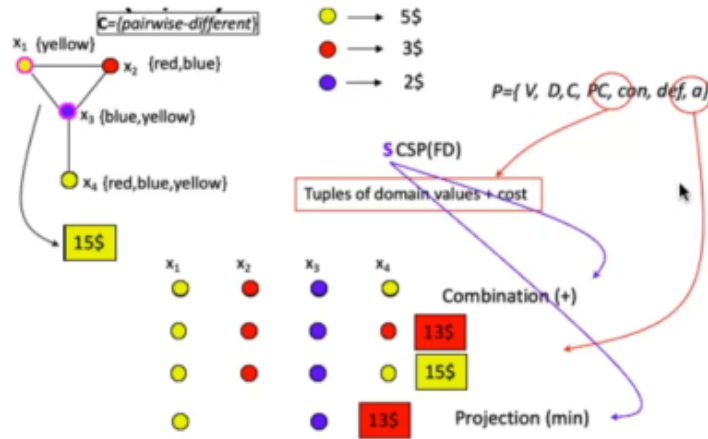 C={pairwise-different}
x1 {yellow}
x2 {red,blue}
x3 {blue,yellow}
x4 {red,blue,yellow}
15$
5$
3$
2$
P={ V, D,C, PC, con, def, a}
S CSP(FD)
Tuples of domain values + cost
x1 x2 x3 x4
Combination (+)
13$
15$
13$
Projection (min)